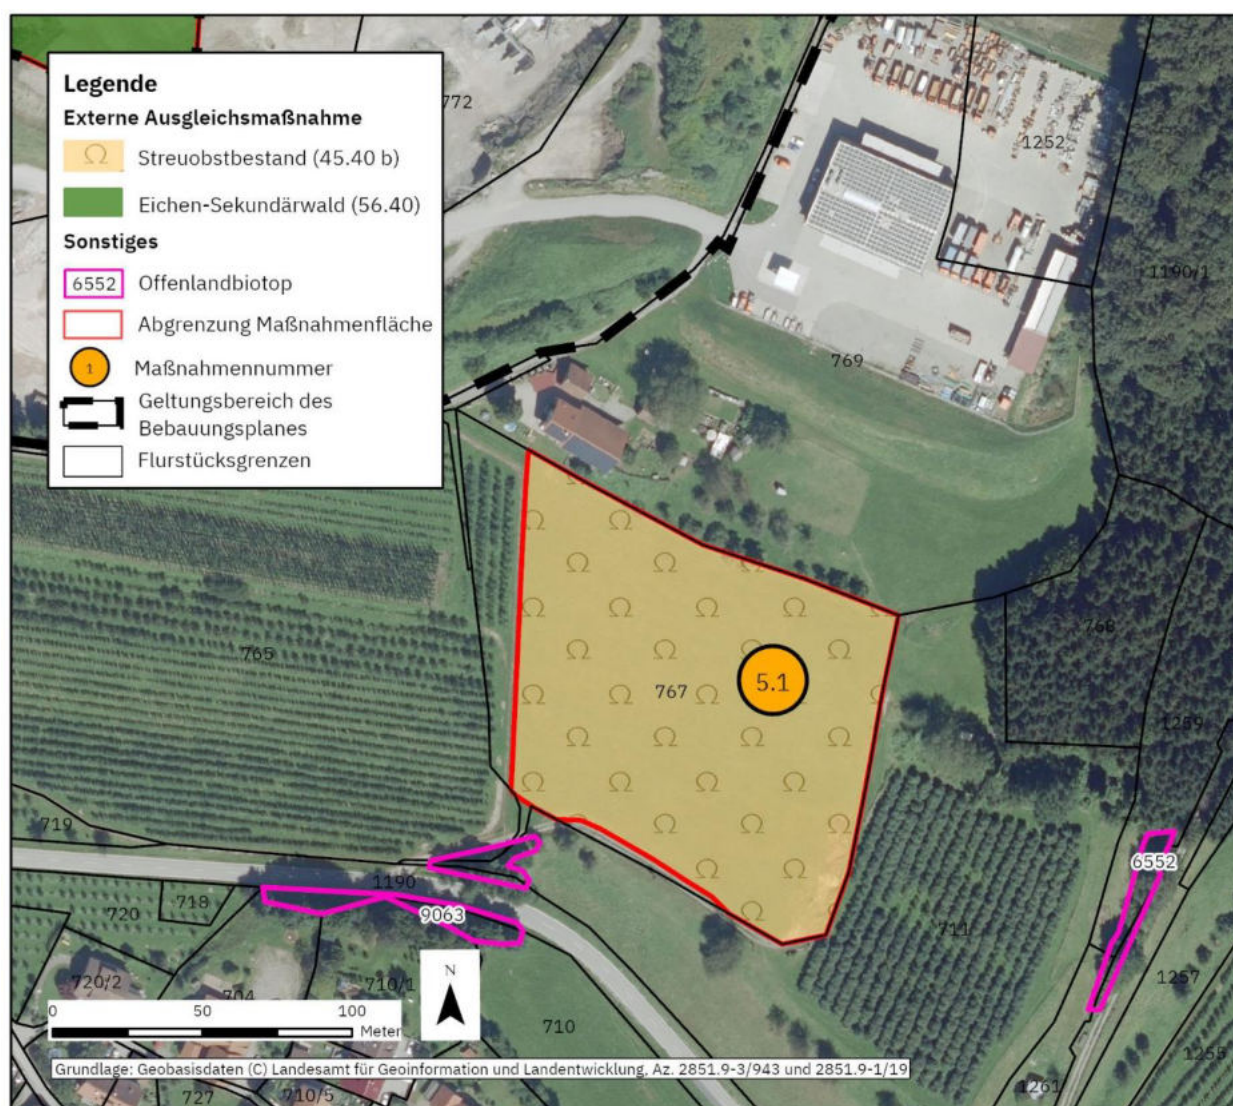 Legende
Externe Ausgleichsmaßnahme
Streuobstbestand (45.40 b)
Eichen-Sekundärwald (56.40)
Sonstiges
6552 Offenlandbiotop
Abgrenzung Maßnahmenfläche
1 Maßnahmennummer
Geltungsbereich des
Bebauungsplanes
Flurstücksgrenzen
772
1252
1190/1
769
768
765
767
5.1
1259
719
6552
1190
718
720
9063
711
720/2
704
710/1
1257
710
N
0 50 100
Meter
1255
Grundlage: Geobasisdaten (C) Landesamt für Geoinformation und Landentwicklung, Az. 2851.9-3/943 und 2851.9-1/19
727
710/5
1261